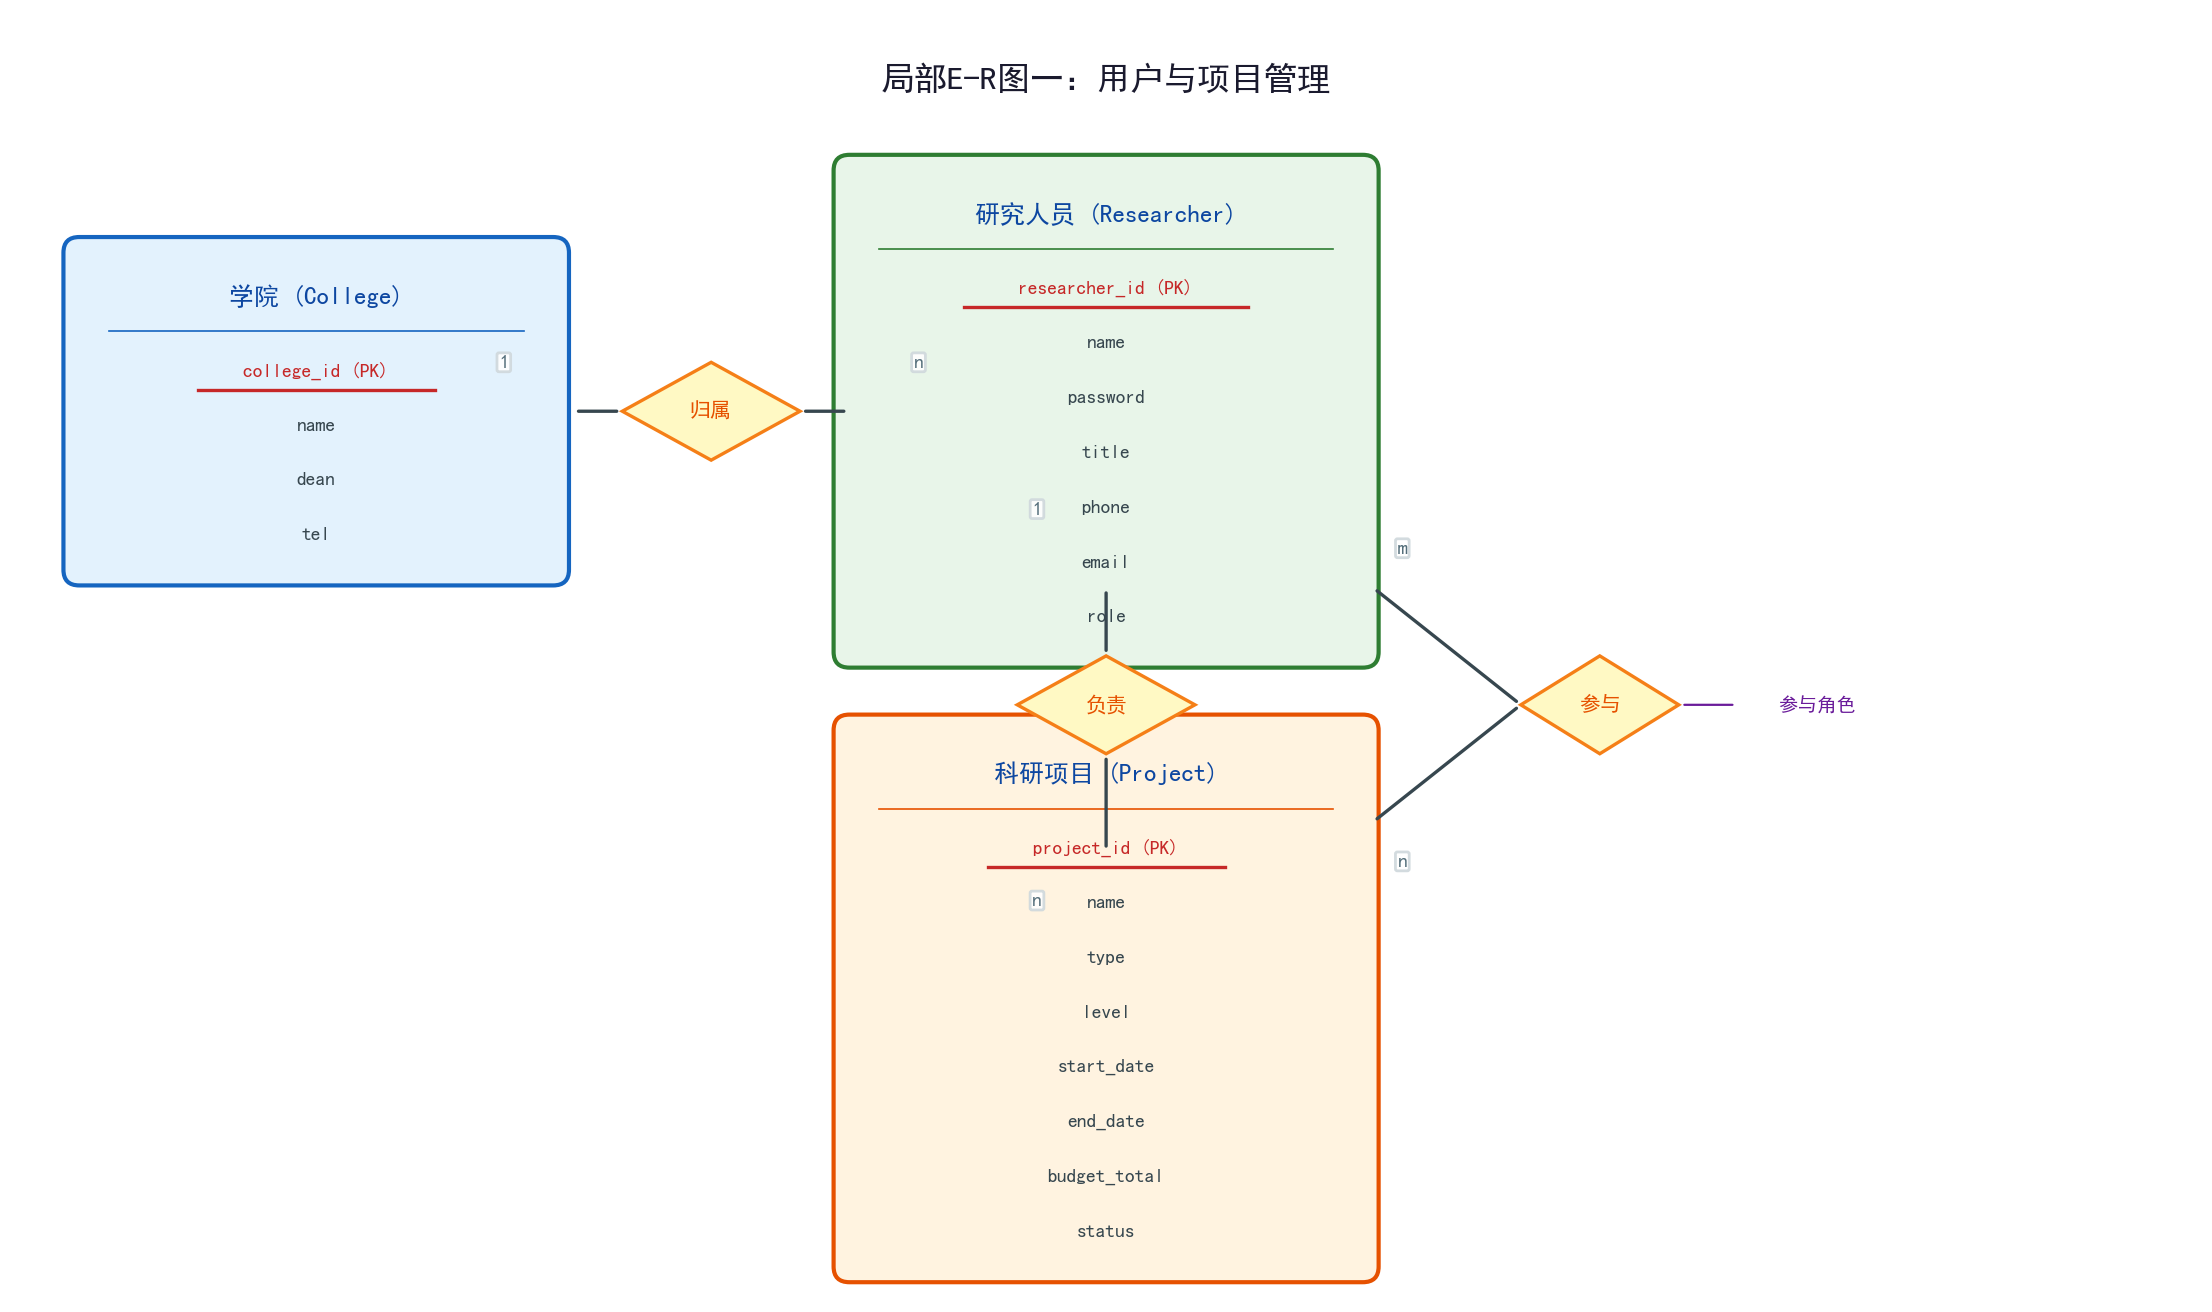 局部E-R图一：用户与项目管理
学院 (College)
college_id (PK)
name
dean
tel
1
归属
n
研究人员 (Researcher)
researcher_id (PK)
name
password
title
1
phone
email
role
负责
m
参与
参与角色
n
科研项目 (Project)
project_id (PK)
n
name
type
level
start_date
end_date
budget_total
status